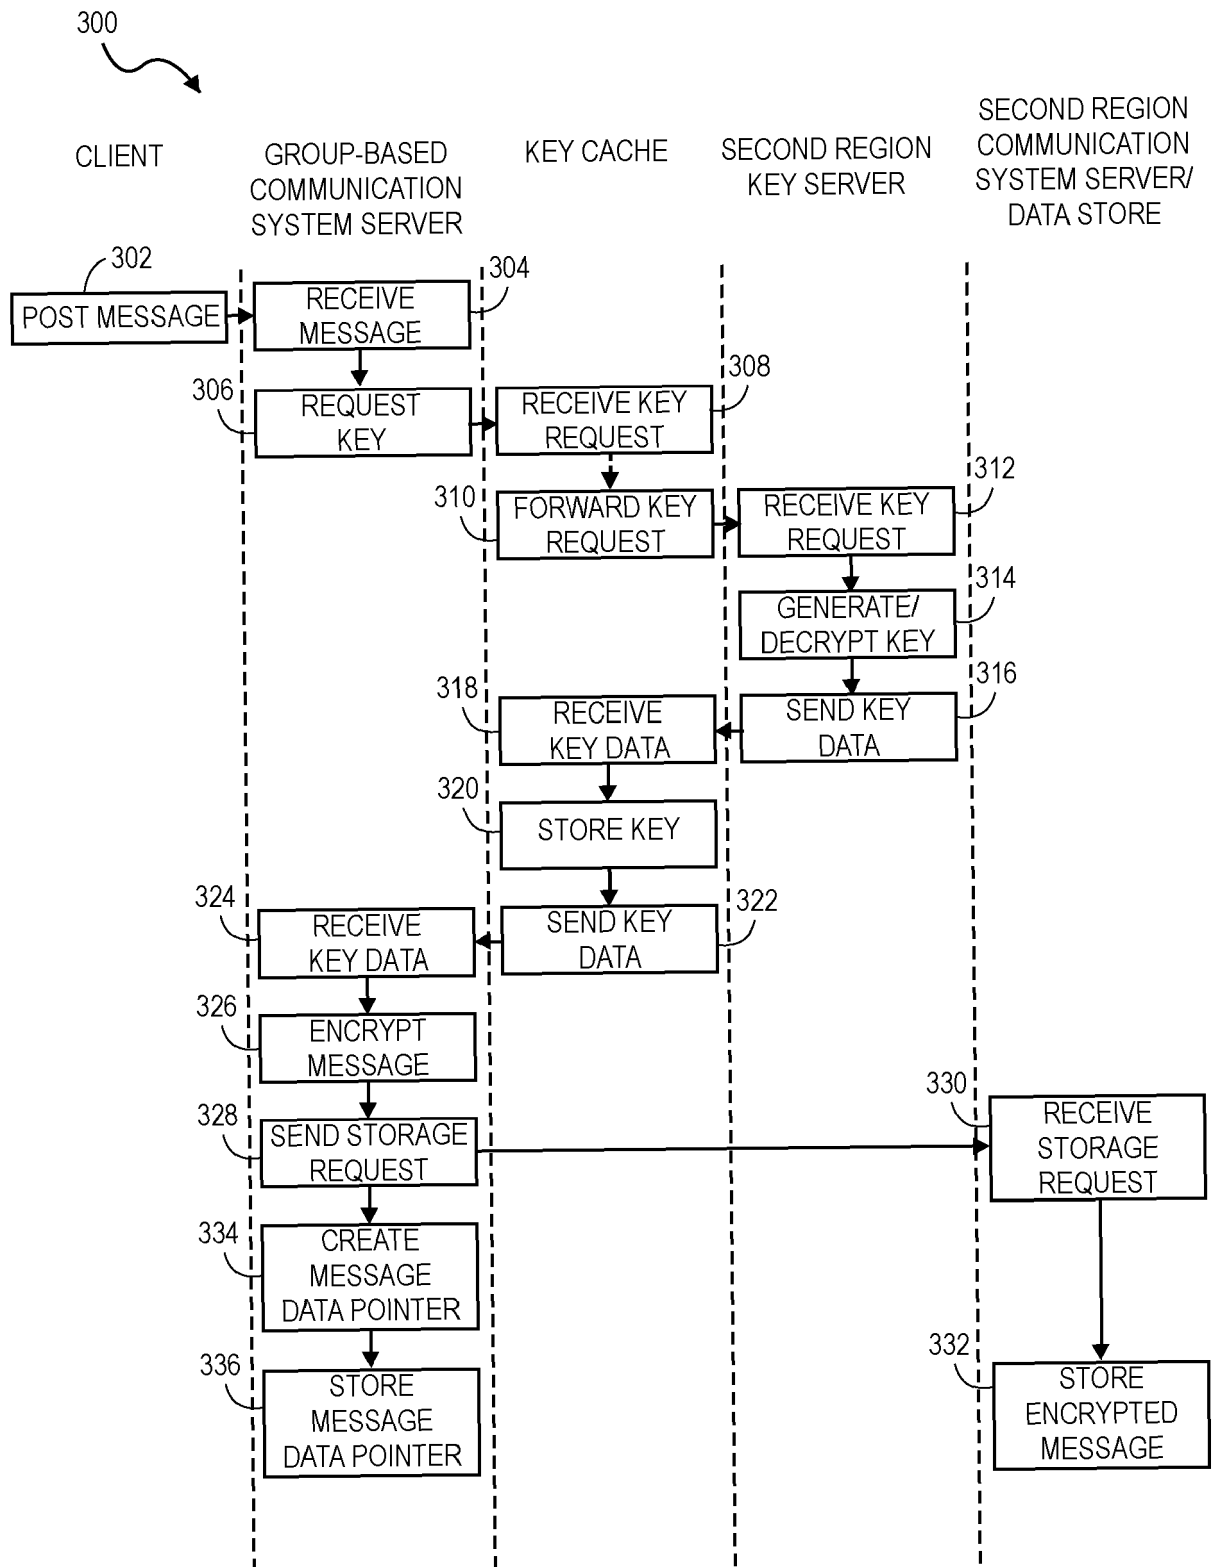 300
CLIENT
GROUP-BASED
COMMUNICATION
SYSTEM SERVER
KEY CACHE
SECOND REGION
KEY SERVER
SECOND REGION
COMMUNICATION
SYSTEM SERVER/
DATA STORE
302
POST MESSAGE
304
RECEIVE
MESSAGE
306
REQUEST
KEY
308
RECEIVE KEY
REQUEST
310
FORWARD KEY
REQUEST
312
RECEIVE KEY
REQUEST
314
GENERATE/
DECRYPT KEY
316
SEND KEY
DATA
318
RECEIVE
KEY DATA
320
STORE KEY
322
SEND KEY
DATA
324
RECEIVE
KEY DATA
326
ENCRYPT
MESSAGE
328
SEND STORAGE
REQUEST
330
RECEIVE
STORAGE
REQUEST
334
CREATE
MESSAGE
DATA POINTER
336
STORE
MESSAGE
DATA POINTER
332
STORE
ENCRYPTED
MESSAGE